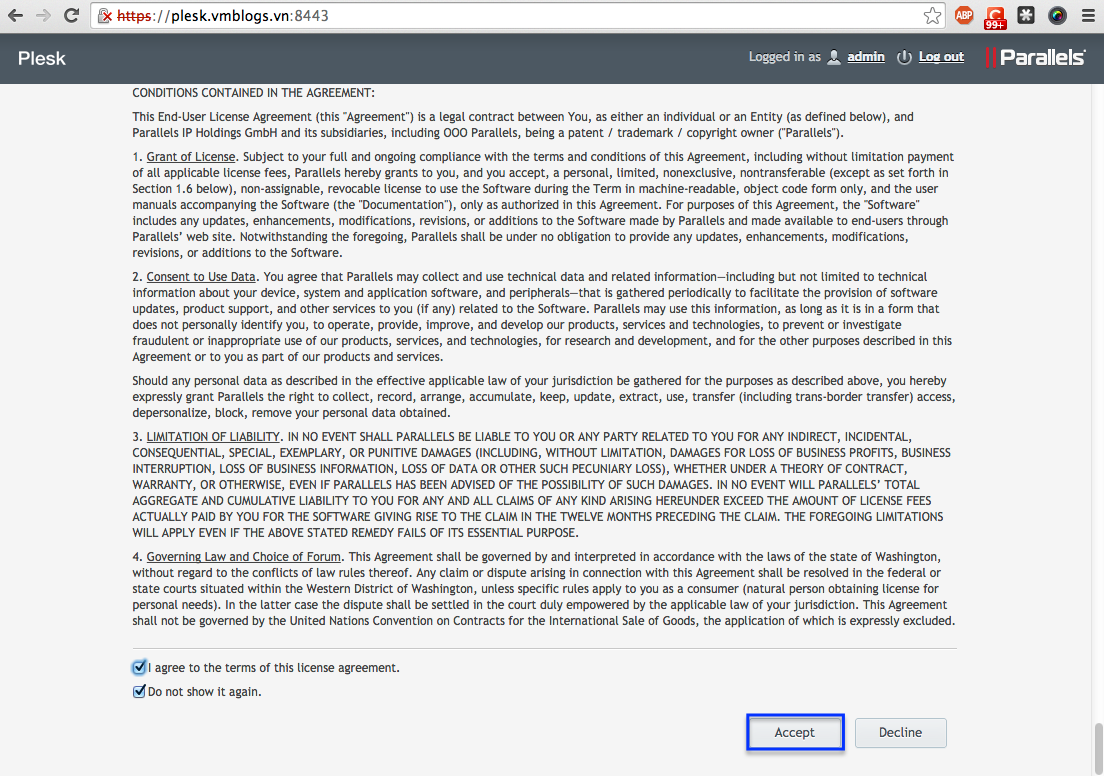 https://plesk.vmblogs.vn:8443
ABP
99+
Plesk
Logged in as admin Log out
Parallels
CONDITIONS CONTAINED IN THE AGREEMENT:
This End-User License Agreement (this "Agreement") is a legal contract between You, as either an individual or an Entity (as defined below), and
Parallels IP Holdings GmbH and its subsidiaries, including OOO Parallels, being a patent / trademark / copyright owner ("Parallels").
1. Grant of License. Subject to your full and ongoing compliance with the terms and conditions of this Agreement, including without limitation payment
of all applicable license fees, Parallels hereby grants to you, and you accept, a personal, limited, nonexclusive, nontransferable (except as set forth in
Section 1.6 below), non-assignable, revocable license to use the Software during the Term in machine-readable, object code form only, and the user
manuals accompanying the Software (the "Documentation"), only as authorized in this Agreement. For purposes of this Agreement, the "Software"
includes any updates, enhancements, modifications, revisions, or additions to the Software made by Parallels and made available to end-users through
Parallels’ web site. Notwithstanding the foregoing, Parallels shall be under no obligation to provide any updates, enhancements, modifications,
revisions, or additions to the Software.
2. Consent to Use Data. You agree that Parallels may collect and use technical data and related information—including but not limited to technical
information about your device, system and application software, and peripherals—that is gathered periodically to facilitate the provision of software
updates, product support, and other services to you (if any) related to the Software. Parallels may use this information, as long as it is in a form that
does not personally identify you, to operate, provide, improve, and develop our products, services and technologies, to prevent or investigate
fraudulent or inappropriate use of our products, services, and technologies, for research and development, and for the other purposes described in this
Agreement or to you as part of our products and services.
Should any personal data as described in the effective applicable law of your jurisdiction be gathered for the purposes as described above, you hereby
expressly grant Parallels the right to collect, record, arrange, accumulate, keep, update, extract, use, transfer (including trans-border transfer) access,
depersonalize, block, remove your personal data obtained.
3. LIMITATION OF LIABILITY. IN NO EVENT SHALL PARALLELS BE LIABLE TO YOU OR ANY PARTY RELATED TO YOU FOR ANY INDIRECT, INCIDENTAL,
CONSEQUENTIAL, SPECIAL, EXEMPLARY, OR PUNITIVE DAMAGES (INCLUDING, WITHOUT LIMITATION, DAMAGES FOR LOSS OF BUSINESS PROFITS, BUSINESS
INTERRUPTION, LOSS OF BUSINESS INFORMATION, LOSS OF DATA OR OTHER SUCH PECUNIARY LOSS), WHETHER UNDER A THEORY OF CONTRACT,
WARRANTY, OR OTHERWISE, EVEN IF PARALLELS HAS BEEN ADVISED OF THE POSSIBILITY OF SUCH DAMAGES. IN NO EVENT WILL PARALLELS’ TOTAL
AGGREGATE AND CUMULATIVE LIABILITY TO YOU FOR ANY AND ALL CLAIMS OF ANY KIND ARISING HEREUNDER EXCEED THE AMOUNT OF LICENSE FEES
ACTUALLY PAID BY YOU FOR THE SOFTWARE GIVING RISE TO THE CLAIM IN THE TWELVE MONTHS PRECEDING THE CLAIM. THE FOREGOING LIMITATIONS
WILL APPLY EVEN IF THE ABOVE STATED REMEDY FAILS OF ITS ESSENTIAL PURPOSE.
4. Governing Law and Choice of Forum. This Agreement shall be governed by and interpreted in accordance with the laws of the state of Washington,
without regard to the conflicts of law rules thereof. Any claim or dispute arising in connection with this Agreement shall be resolved in the federal or
state courts situated within the Western District of Washington, unless specific rules apply to you as a consumer (natural person obtaining license for
personal needs). In the latter case the dispute shall be settled in the court duly empowered by the applicable law of your jurisdiction. This Agreement
shall not be governed by the United Nations Convention on Contracts for the International Sale of Goods, the application of which is expressly excluded.
I agree to the terms of this license agreement.
Do not show it again.
Accept
Decline